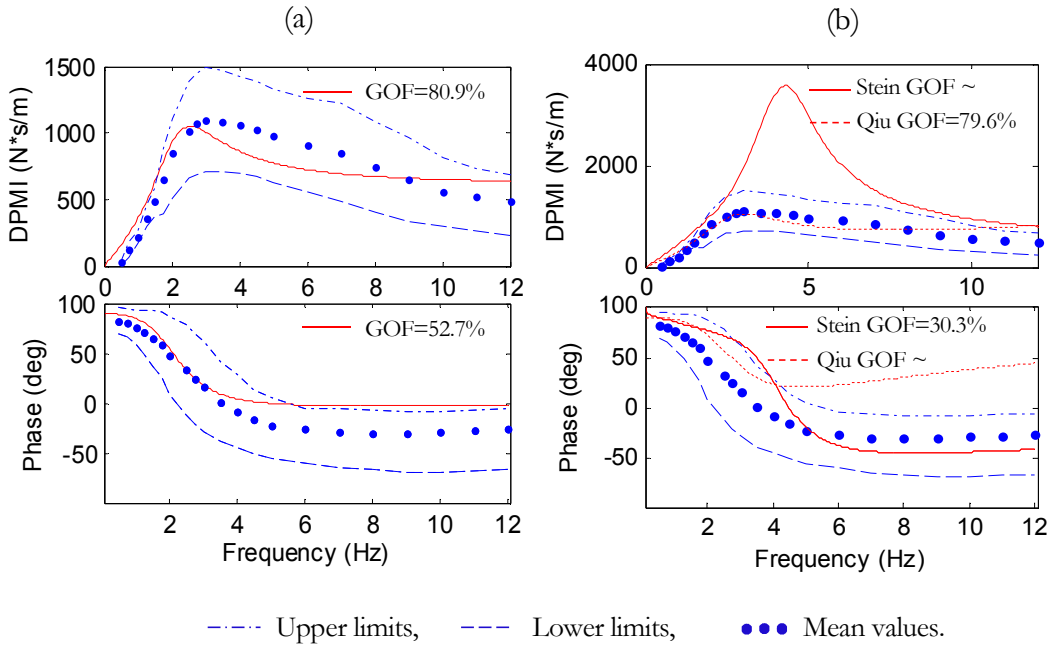 (a)
(b)
DPMI (N*s/m)
1500
1000
500
0
GOF=80.9%
0 2 4 6 8 10 12
DPMI (N*s/m)
4000
2000
0
Stein GOF ~
Qiu GOF=79.6%
0 5 10
Phase (deg)
100
50
0
-50
GOF=52.7%
2 4 6 8 10 12
Frequency (Hz)
Phase (deg)
100
50
0
-50
Stein GOF=30.3%
Qiu GOF ~
2 4 6 8 10 12
Frequency (Hz)
Upper limits, Lower limits, Mean values.